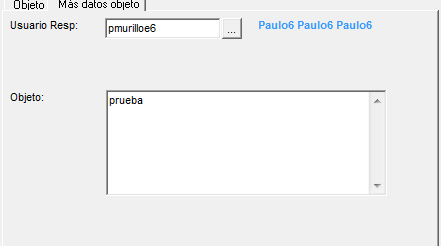 Objeto Más datos objeto
Usuario Resp: pmurilloe6 ... Paulo6 Paulo6 Paulo6
Objeto: prueba